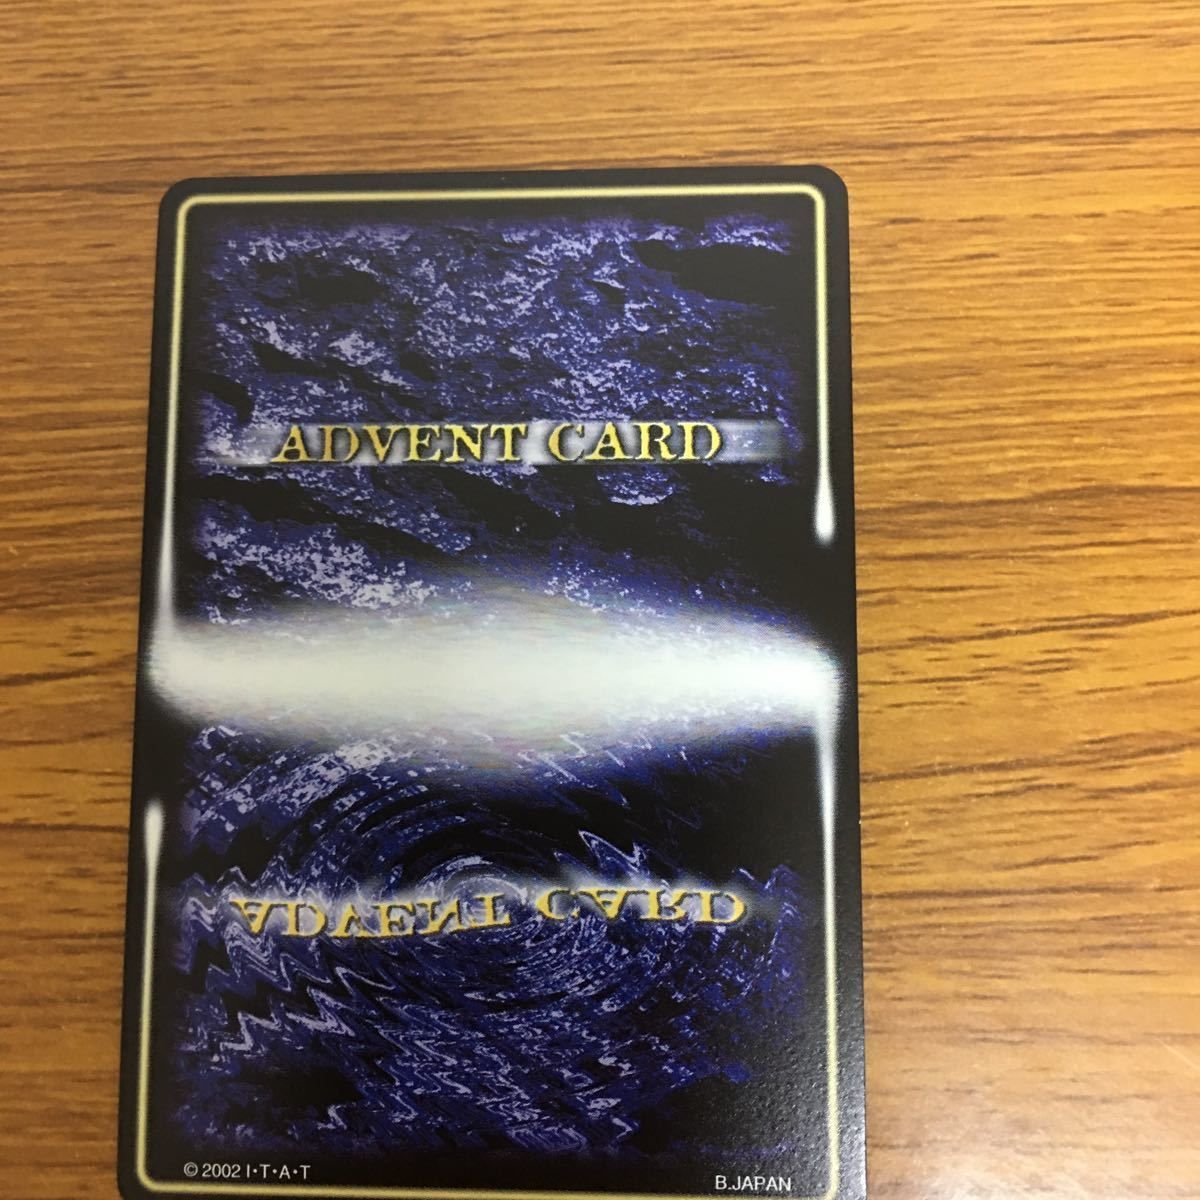 ADVENT CARD
ADVENT CARD
© 2002 I・T・A・T
B.JAPAN